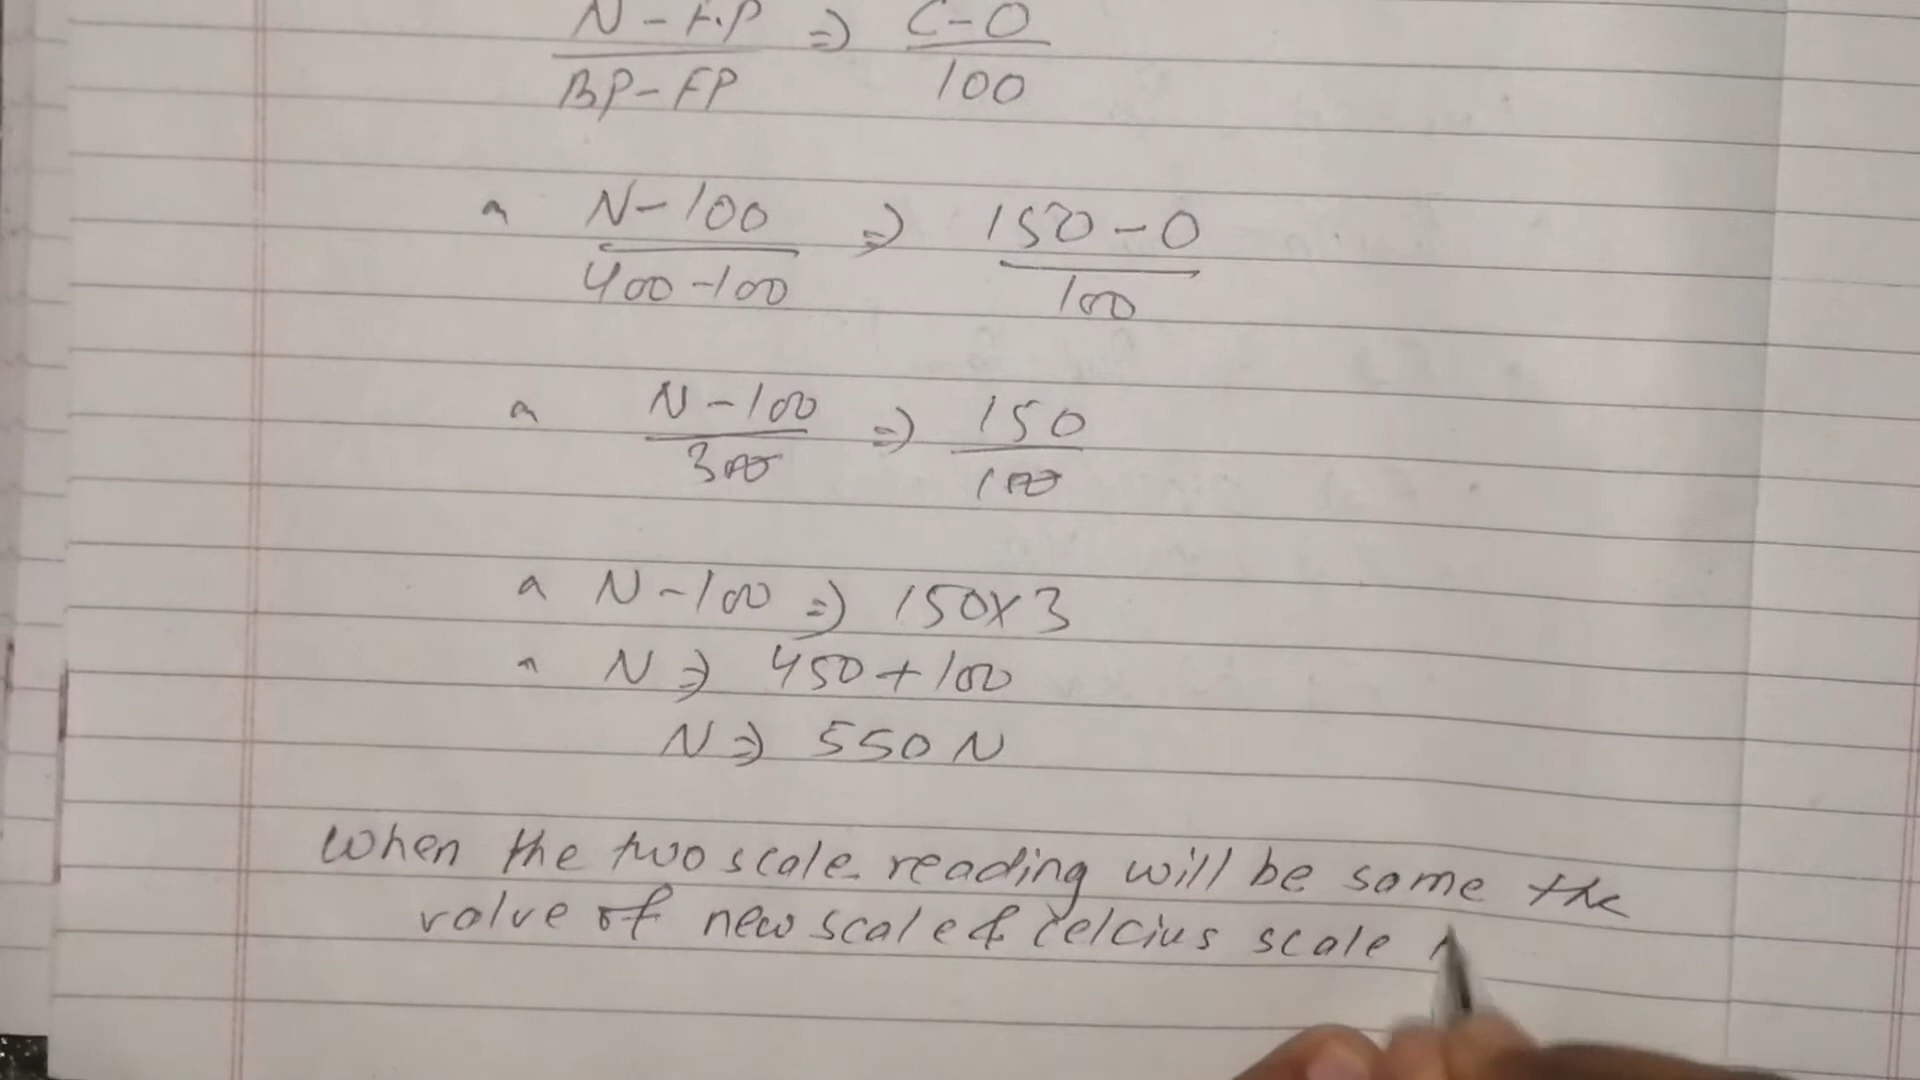 N - F.P ⇒ C - 0
BP - FP 100
N - 100 ⇒ 150 - 0
400 - 100 100
N - 100 ⇒ 150
300 100
N - 100 ⇒ 150 x 3
N ⇒ 450 + 100
N ⇒ 550 N
When the two scale reading will be same the
value of new scale & celcius scale